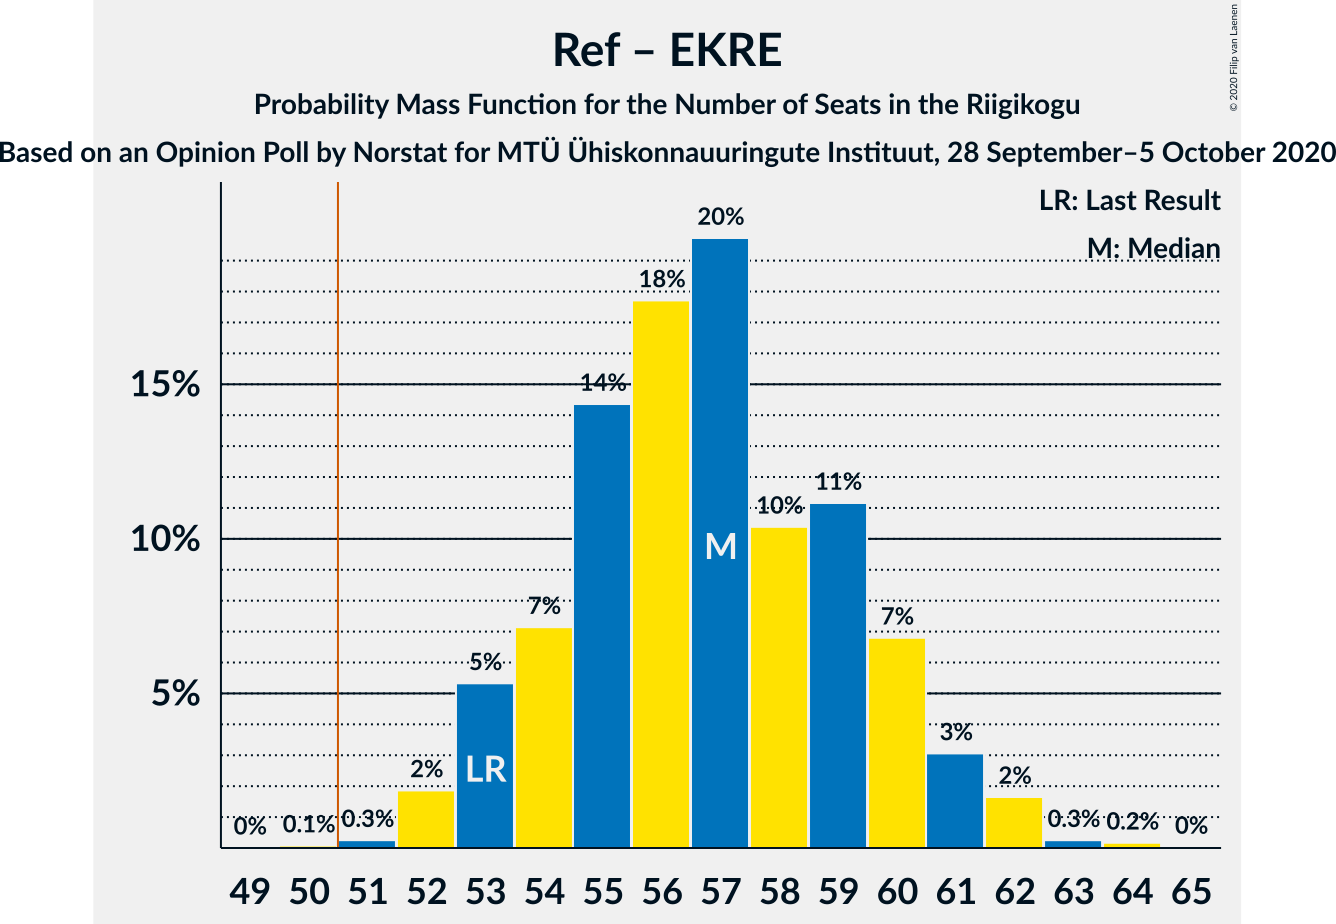 Ref – EKRE
Probability Mass Function for the Number of Seats in the Riigikogu
Based on an Opinion Poll by Norstat for MTÜ Ühiskonnauuringute Instituut, 28 September–5 October 2020
© 2020 Filip van Laenen
LR: Last Result
M: Median
20%
18%
15%
14%
11%
10%
10%
M
7%
7%
5%
5%
3%
2%
LR
2%
0%
0.1%
0.3%
0.3%
0.2%
0%
49 50 51 52 53 54 55 56 57 58 59 60 61 62 63 64 65